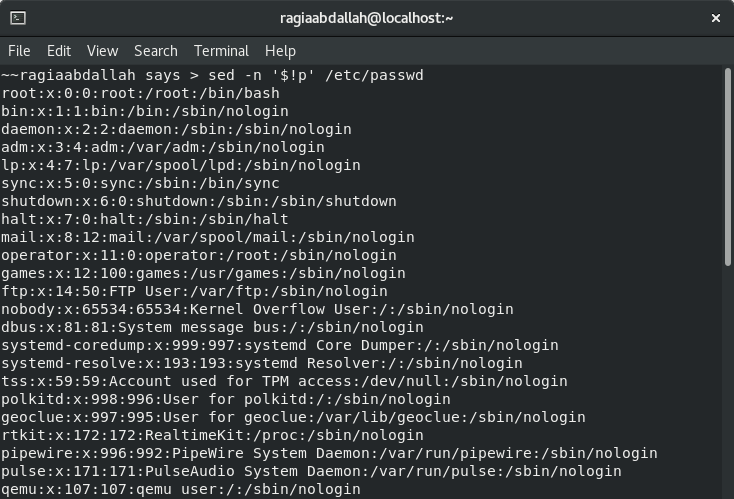 ragiaabdallah@localhost:~
File Edit View Search Terminal Help
~~ragiaabdallah says > sed -n '$!p' /etc/passwd
root:x:0:0:root:/root:/bin/bash
bin:x:1:1:bin:/bin:/sbin/nologin
daemon:x:2:2:daemon:/sbin:/sbin/nologin
adm:x:3:4:adm:/var/adm:/sbin/nologin
lp:x:4:7:lp:/var/spool/lpd:/sbin/nologin
sync:x:5:0:sync:/sbin:/bin/sync
shutdown:x:6:0:shutdown:/sbin:/sbin/shutdown
halt:x:7:0:halt:/sbin:/sbin/halt
mail:x:8:12:mail:/var/spool/mail:/sbin/nologin
operator:x:11:0:operator:/root:/sbin/nologin
games:x:12:100:games:/usr/games:/sbin/nologin
ftp:x:14:50:FTP User:/var/ftp:/sbin/nologin
nobody:x:65534:65534:Kernel Overflow User:/:/sbin/nologin
dbus:x:81:81:System message bus:/:/sbin/nologin
systemd-coredump:x:999:997:systemd Core Dumper:/:/sbin/nologin
systemd-resolve:x:193:193:systemd Resolver:/:/sbin/nologin
tss:x:59:59:Account used for TPM access:/dev/null:/sbin/nologin
polkitd:x:998:996:User for polkitd:/:/sbin/nologin
geoclue:x:997:995:User for geoclue:/var/lib/geoclue:/sbin/nologin
rtkit:x:172:172:RealtimeKit:/proc:/sbin/nologin
pipewire:x:996:992:PipeWire System Daemon:/var/run/pipewire:/sbin/nologin
pulse:x:171:171:PulseAudio System Daemon:/var/run/pulse:/sbin/nologin
qemu:x:107:107:qemu user:/:/sbin/nologin